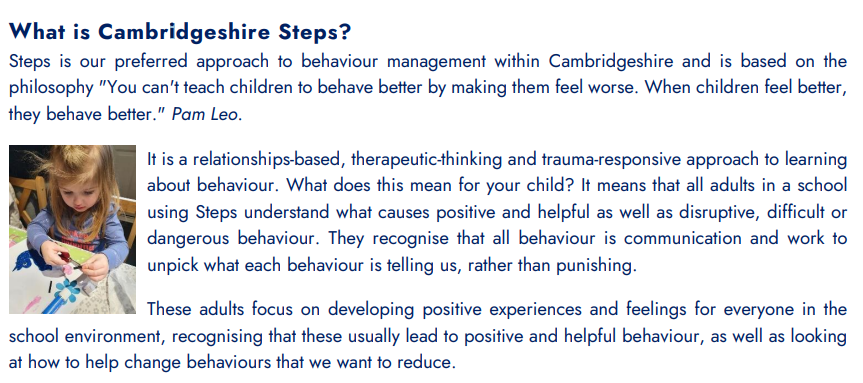 What is Cambridgeshire Steps?
Steps is our preferred approach to behaviour management within Cambridgeshire and is based on the
philosophy "You can't teach children to behave better by making them feel worse. When children feel better,
they behave better." Pam Leo.
It is a relationships-based, therapeutic-thinking and trauma-responsive approach to learning
about behaviour. What does this mean for your child? It means that all adults in a school
using Steps understand what causes positive and helpful as well as disruptive, difficult or
dangerous behaviour. They recognise that all behaviour is communication and work to
unpick what each behaviour is telling us, rather than punishing.
These adults focus on developing positive experiences and feelings for everyone in the
school environment, recognising that these usually lead to positive and helpful behaviour, as well as looking
at how to help change behaviours that we want to reduce.